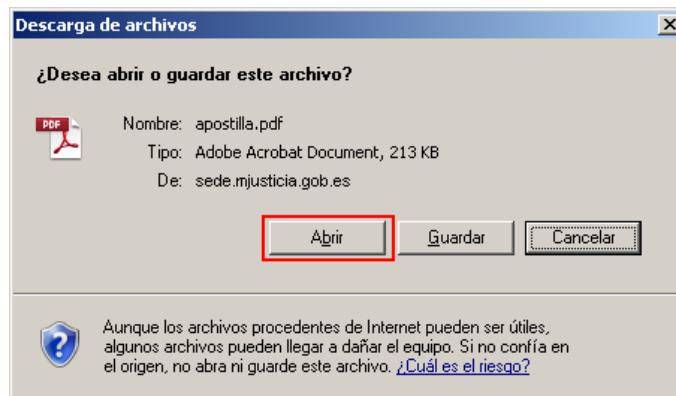 Descarga de archivos
¿Desea abrir o guardar este archivo?
PDF
Nombre: apostilla.pdf
Tipo: Adobe Acrobat Document, 213 KB
De: sede.mjusticia.gob.es
Abrir Guardar Cancelar
Aunque los archivos procedentes de Internet pueden ser útiles,
algunos archivos pueden llegar a dañar el equipo. Si no confía en
el origen, no abra ni guarde este archivo. ¿Cuál es el riesgo?